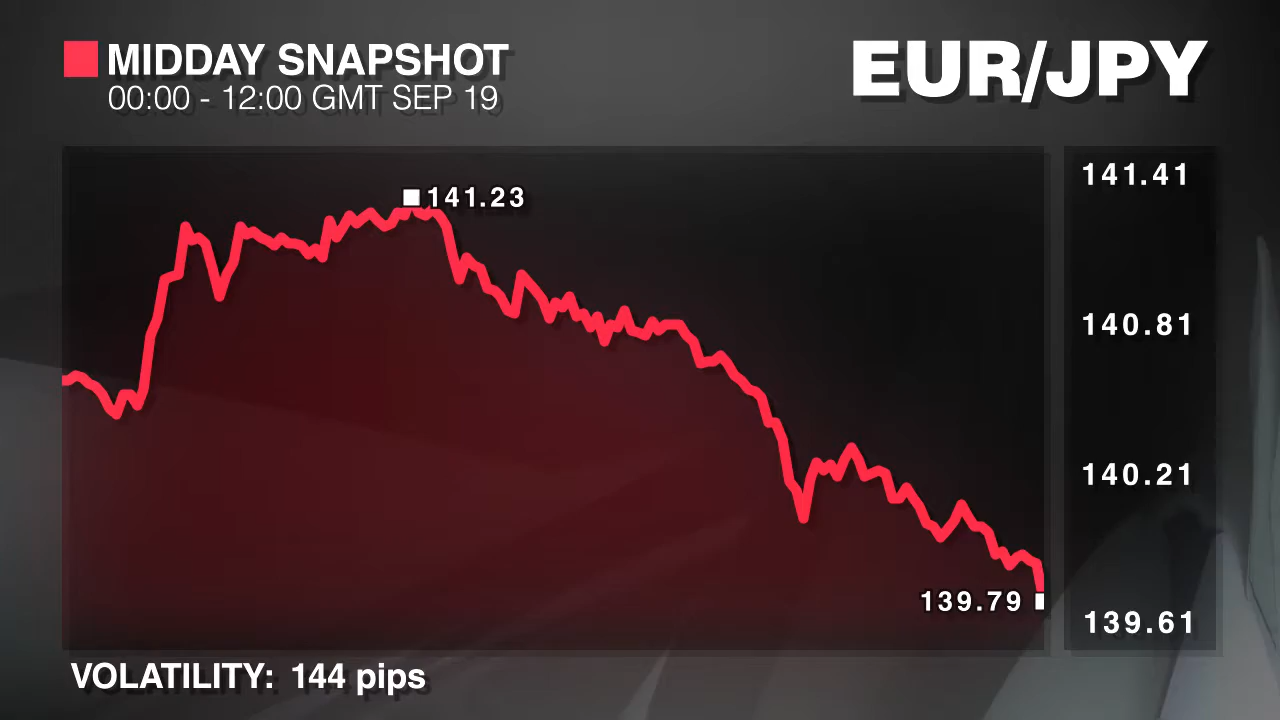 MIDDAY SNAPSHOT
00:00 - 12:00 GMT SEP 19
EUR/JPY
141.23
141.41
140.81
140.21
139.79
139.61
VOLATILITY: 144 pips